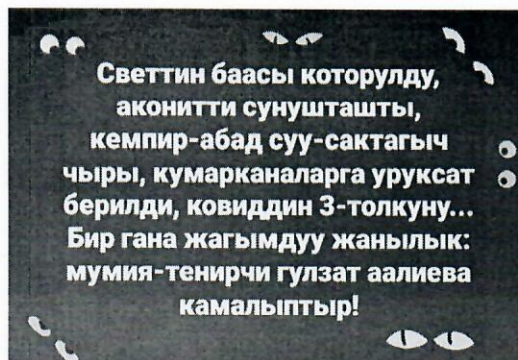 Светтин баасы которулду,
аконитти сунушташты,
кемпир-абад суу-сактагыч
чыры, кумарканаларга уруксат
берилди, ковиддин 3-толкуну...
Бир гана жагымдуу жанылык:
мумия-тенирчи гулзат аалиева
камалыптыр!